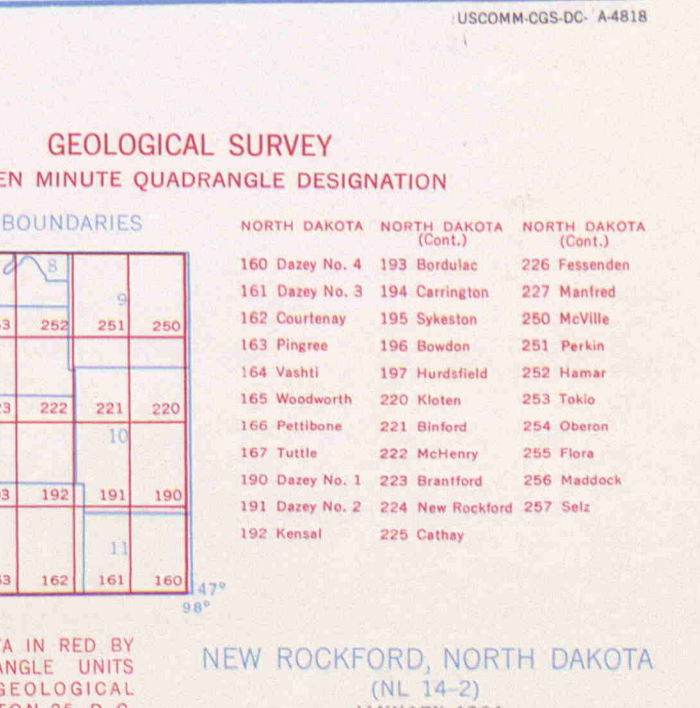 USCOMM-CGS-DC- A-4818
GEOLOGICAL SURVEY
EN MINUTE QUADRANGLE DESIGNATION
BOUNDARIES
8
9
3 252 251 250
3 222 221 220
10
3 192 191 190
11
3 162 161 160
47°
98°
NORTH DAKOTA
160 Dazey No. 4
161 Dazey No. 3
162 Courtenay
163 Pingree
164 Vashti
165 Woodworth
166 Pettibone
167 Tuttle
190 Dazey No. 1
191 Dazey No. 2
192 Kensal
NORTH DAKOTA
(Cont.)
193 Bordulac
194 Carrington
195 Sykeston
196 Bowdon
197 Hurdsfield
220 Kloten
221 Binford
222 McHenry
223 Brantford
224 New Rockford
225 Cathay
NORTH DAKOTA
(Cont.)
226 Fessenden
227 Manfred
250 McVille
251 Perkin
252 Hamar
253 Tokio
254 Oberon
255 Flora
256 Maddock
257 Selz
A IN RED BY
ANGLE UNITS
GEOLOGICAL
NEW ROCKFORD, NORTH DAKOTA
(NL 14-2)